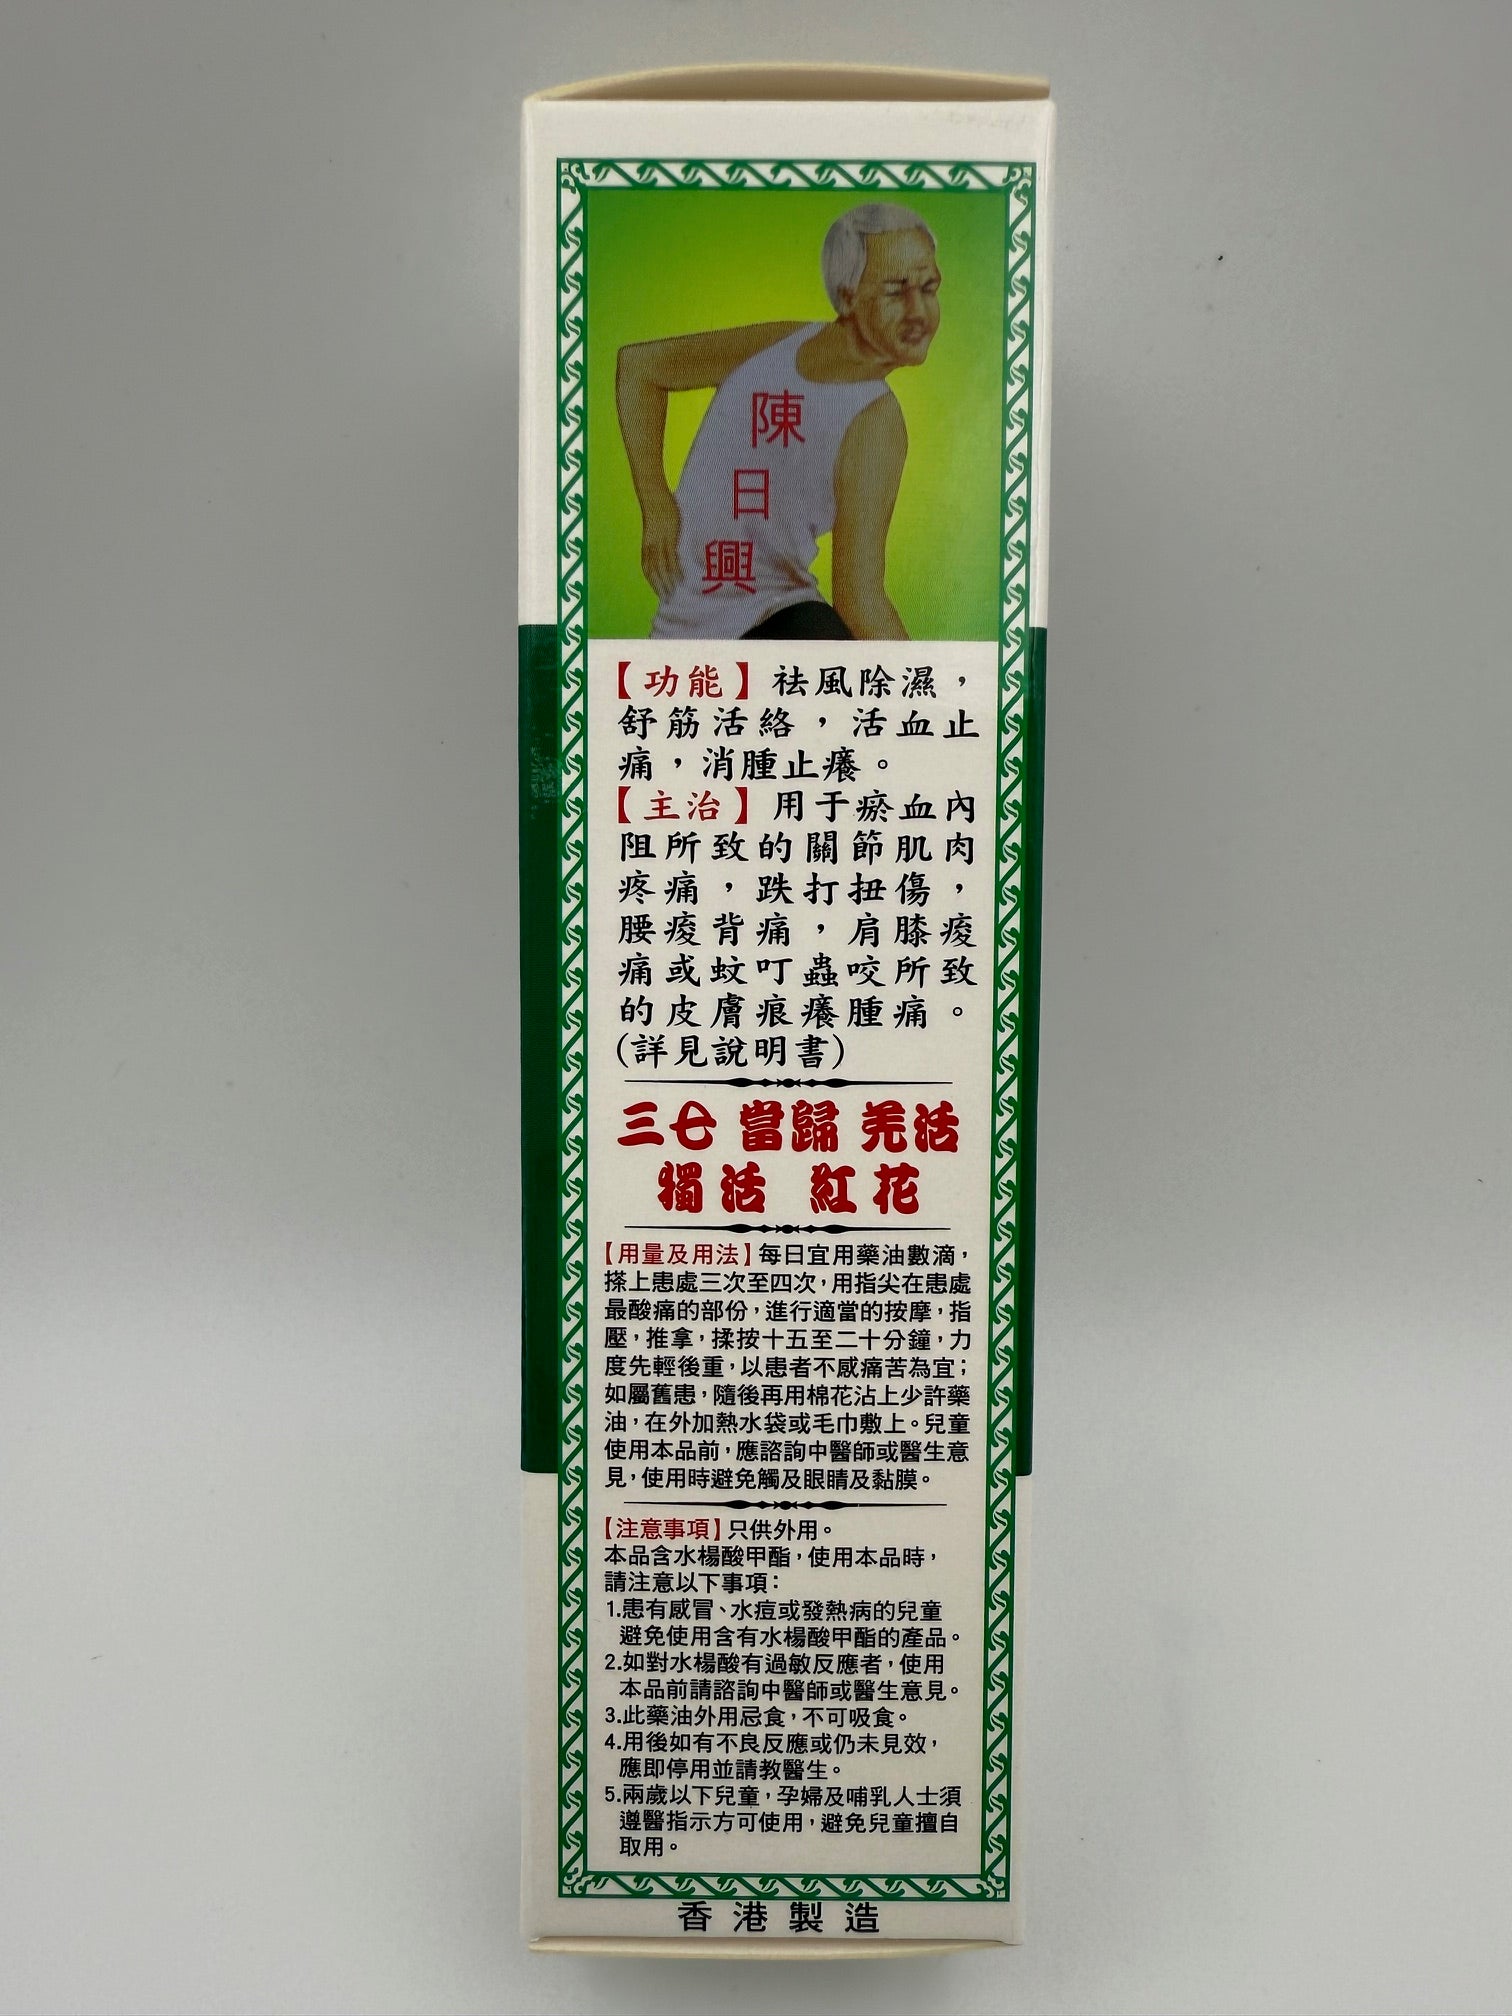 陳
日
興
【功能】祛風除濕，
舒筋活絡，活血止
痛，消腫止癢。
【主治】用于瘀血內
阻所致的關節肌肉
疼痛，跌打扭傷，
腰痠背痛，肩膝痠
痛或蚊叮蟲咬所致
的皮膚痕癢腫痛。
(詳見說明書)
三七 當歸 羌活
獨活 紅花
【用量及用法】每日宜用藥油數滴，
搽上患處三次至四次，用指尖在患處
最酸痛的部份，進行適當的按摩，指
壓，推拿，揉按十五至二十分鐘，力
度先輕後重，以患者不感痛苦為宜；
如屬舊患，隨後再用棉花沾上少許藥
油，在外加熱水袋或毛巾敷上。兒童
使用本品前，應諮詢中醫師或醫生意
見，使用時避免觸及眼睛及黏膜。
【注意事項】只供外用。
本品含水楊酸甲酯，使用本品時，
請注意以下事項：
1.患有感冒、水痘或發熱病的兒童
避免使用含有水楊酸甲酯的產品。
2.如對水楊酸有過敏反應者，使用
本品前請諮詢中醫師或醫生意見。
3.此藥油外用忌食，不可吸食。
4.用後如有不良反應或仍未見效，
應即停用並請教醫生。
5.兩歲以下兒童，孕婦及哺乳人士須
遵醫指示方可使用，避免兒童擅自
取用。
香港製造